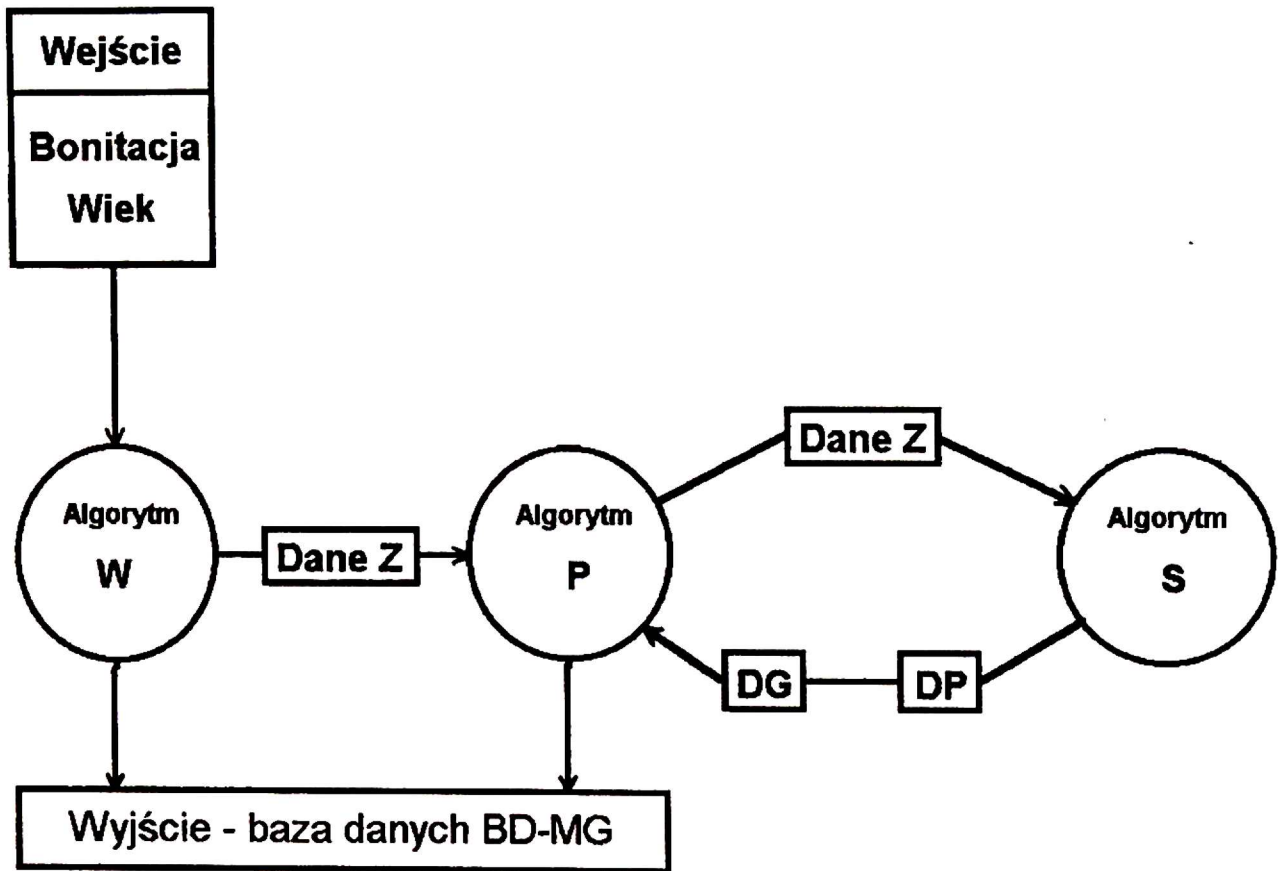 Wejście
Bonitacja
Wiek
Dane Z
Algorytm
W
Dane Z
Algorytm
P
Algorytm
S
DG
DP
Wyjście - baza danych BD-MG